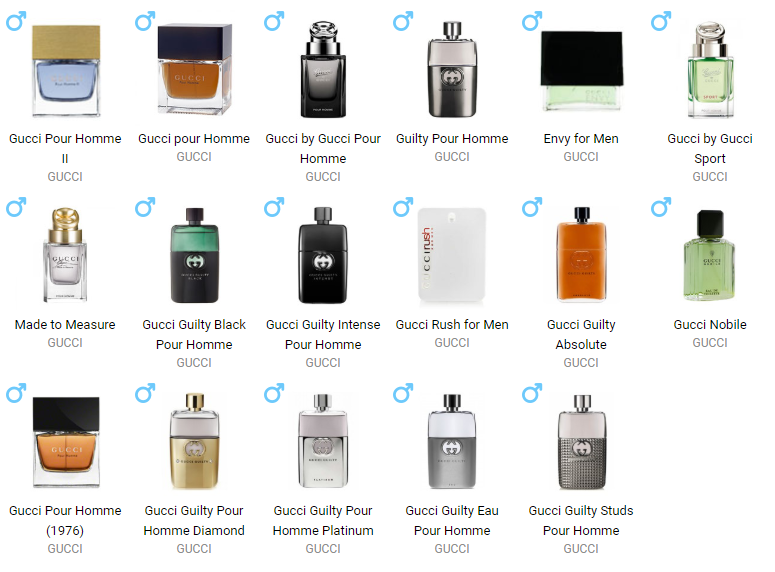 Gucci Pour Homme
II
GUCCI
Gucci pour Homme
GUCCI
Gucci by Gucci Pour
Homme
GUCCI
Guilty Pour Homme
GUCCI
Envy for Men
GUCCI
Gucci by Gucci
Sport
GUCCI
Made to Measure
GUCCI
Gucci Guilty Black
Pour Homme
GUCCI
Gucci Guilty Intense
Pour Homme
GUCCI
Gucci Rush for Men
GUCCI
Gucci Guilty
Absolute
GUCCI
Gucci Nobile
GUCCI
Gucci Pour Homme
(1976)
GUCCI
Gucci Guilty Pour
Homme Diamond
GUCCI
Gucci Guilty Pour
Homme Platinum
GUCCI
Gucci Guilty Eau
Pour Homme
GUCCI
Gucci Guilty Studs
Pour Homme
GUCCI